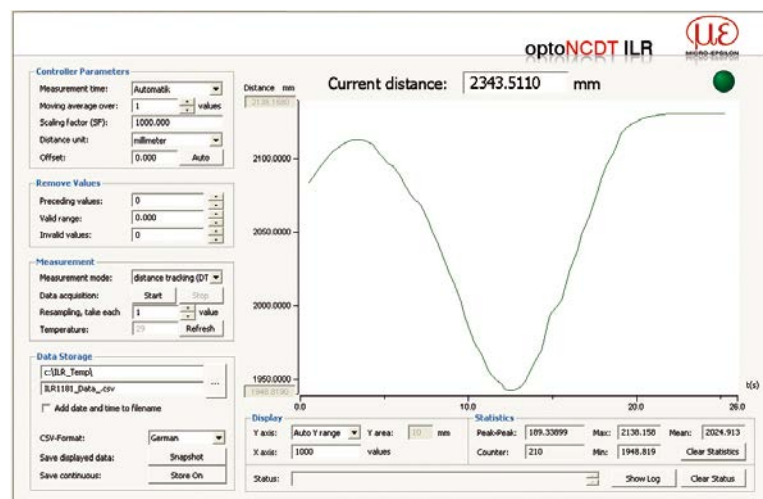 optoNCDT ILR
με
MICRO-EPSILON
Controller Parameters
Measurement time: Automatik
Moving average over: 1 values
Scaling factor (SF): 1000.000
Distance unit: millimeter
Offset: 0.000 Auto
Remove Values
Preceding values: 0
Valid range: 0.000
Invalid values: 0
Measurement
Measurement mode: distance tracking (DT
Data acquisition: Start Stop
Resampling, take each 1 value
Temperature: 29 Refresh
Data Storage
c:\ILR_Temp\
ILR1181_Data_.csv
...
Add date and time to filename
CSV-Format: German
Save displayed data: Snapshot
Save continuous: Store On
Distance mm
Current distance: 2343.5110 mm
2138.1580
2100.0000
2050.0000
2000.0000
1950.0000
1948.8190
t(s)
0.0 10.0 20.0 26.0
Display
Y axis: Auto Y range Y area: 10 mm
X axis: 1000 values
Statistics
Peak-Peak: 189.33899 Max: 2138.158 Mean: 2024.913
Counter: 210 Min: 1948.819 Clear Statistics
Status: Show Log Clear Status